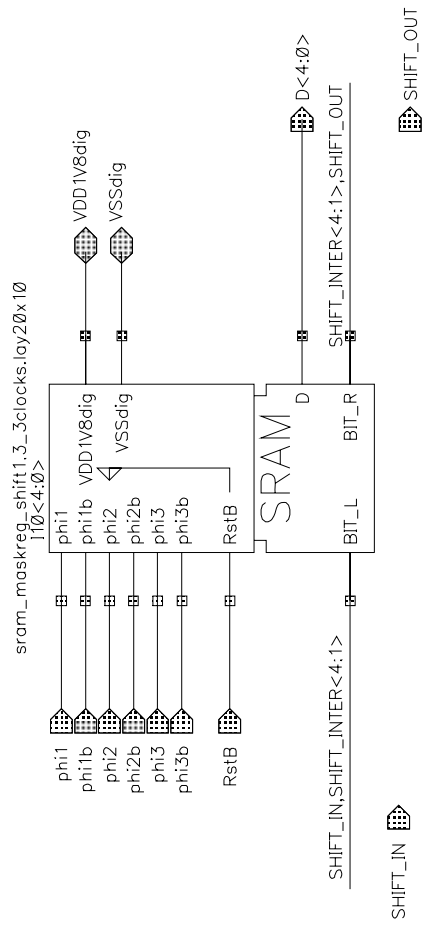 sram_maskreg_shift1.3_3clocks.lay20x10
I10<4:0>
phi1
phi1b
phi2
phi2b
phi3
phi3b
RstB
phi1
phi1b
phi2
phi2b
phi3
phi3b
RstB
VDD1V8dig
VSSdig
VDD1V8dig
VSSdig
SRAM
D
D<4:0>
SHIFT_IN,SHIFT_INTER<4:1>
BIT_L
BIT_R
SHIFT_INTER<4:1>,SHIFT_OUT
SHIFT_IN
SHIFT_OUT